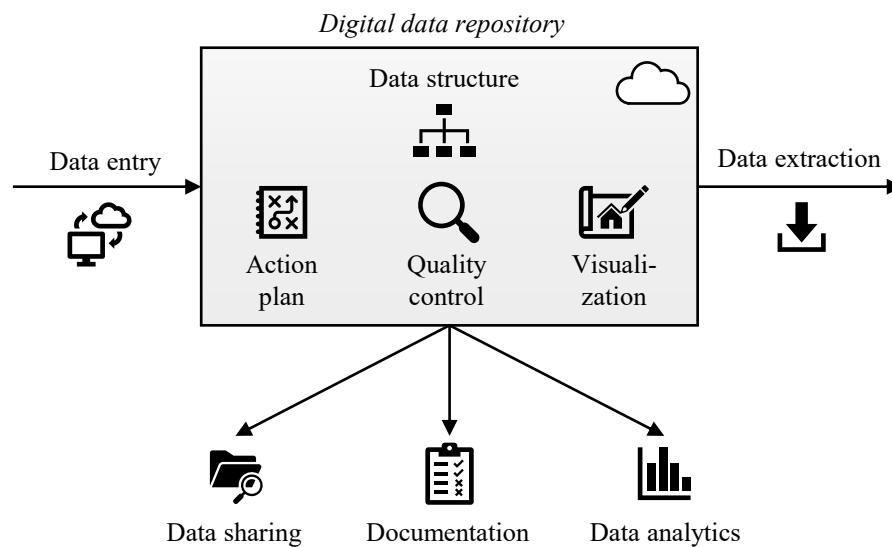 Digital data repository
Data structure
Data entry
Data extraction
Action
plan
Quality
control
Visuali-
zation
Data sharing
Documentation
Data analytics